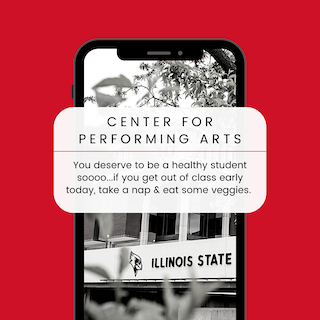 CENTER FOR
PERFORMING ARTS
You deserve to be a healthy student
soooo...if you get out of class early
today, take a nap & eat some veggies.
ILLINOIS STATE